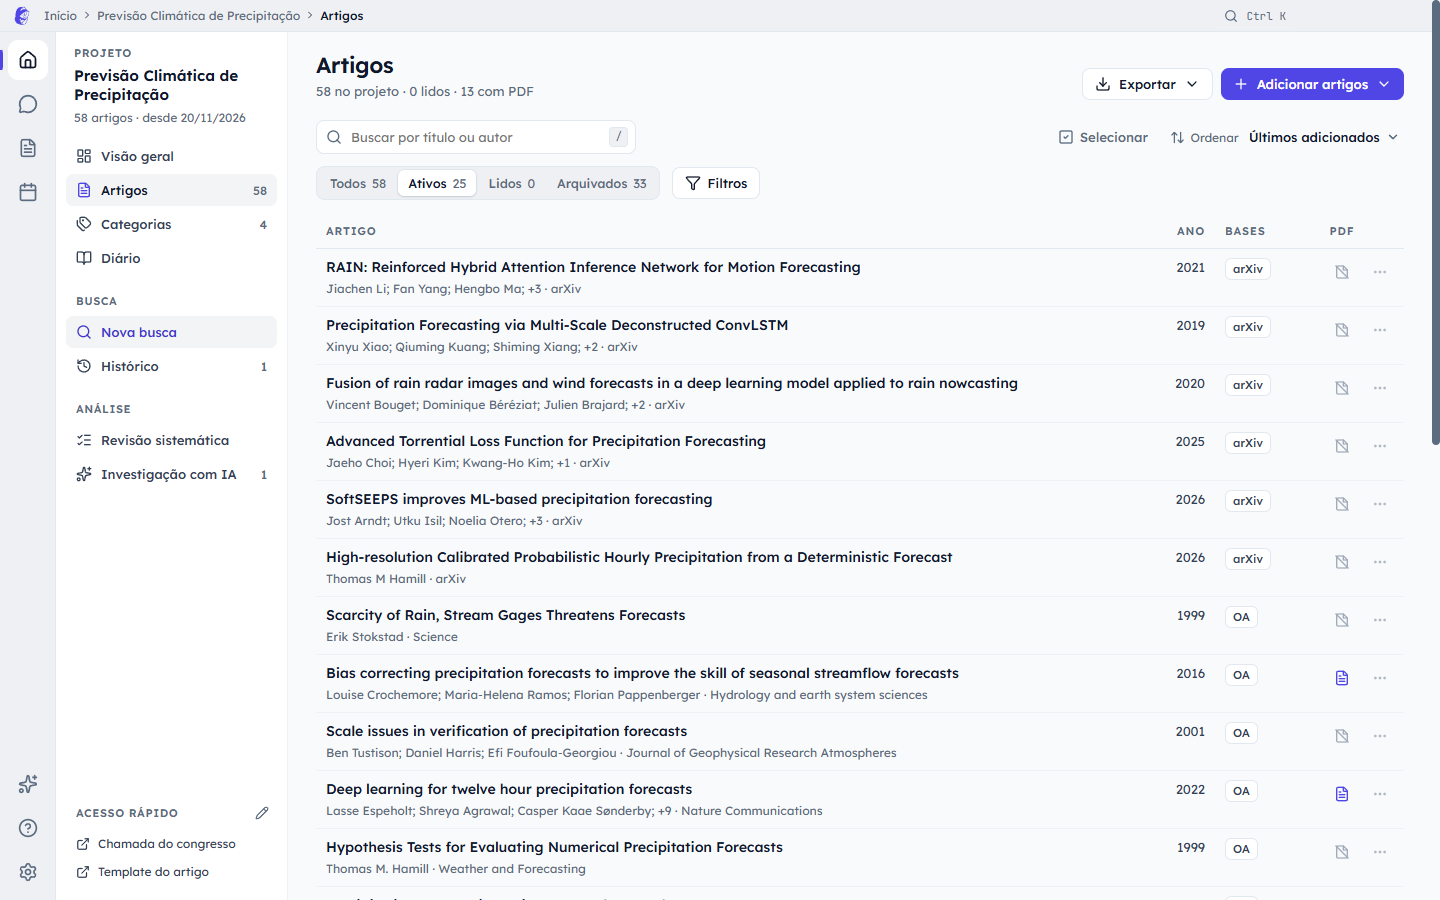 Início > Previsão Climática de Precipitação > Artigos
Ctrl K
PROJETO
Previsão Climática de
Precipitação
58 artigos · desde 20/11/2026
Visão geral
Artigos 58
Categorias 4
Diário
BUSCA
Nova busca
Histórico 1
ANÁLISE
Revisão sistemática
Investigação com IA 1
ACESSO RÁPIDO
Chamada do congresso
Template do artigo
Artigos
58 no projeto · 0 lidos · 13 com PDF
Exportar
Adicionar artigos
Buscar por título ou autor /
Selecionar
Ordenar Últimos adicionados
Todos 58 Ativos 25 Lidos 0 Arquivados 33
Filtros
ARTIGO ANO BASES PDF
RAIN: Reinforced Hybrid Attention Inference Network for Motion Forecasting 2021 arXiv
Jiachen Li; Fan Yang; Hengbo Ma; +3 · arXiv
Precipitation Forecasting via Multi-Scale Deconstructed ConvLSTM 2019 arXiv
Xinyu Xiao; Qiuming Kuang; Shiming Xiang; +2 · arXiv
Fusion of rain radar images and wind forecasts in a deep learning model applied to rain nowcasting 2020 arXiv
Vincent Bouget; Dominique Béréziat; Julien Brajard; +2 · arXiv
Advanced Torrential Loss Function for Precipitation Forecasting 2025 arXiv
Jaeho Choi; Hyeri Kim; Kwang-Ho Kim; +1 · arXiv
SoftSEEPS improves ML-based precipitation forecasting 2026 arXiv
Jost Arndt; Utku Isil; Noelia Otero; +3 · arXiv
High-resolution Calibrated Probabilistic Hourly Precipitation from a Deterministic Forecast 2026 arXiv
Thomas M Hamill · arXiv
Scarcity of Rain, Stream Gages Threatens Forecasts 1999 OA
Erik Stokstad · Science
Bias correcting precipitation forecasts to improve the skill of seasonal streamflow forecasts 2016 OA
Louise Crochemore; Maria-Helena Ramos; Florian Pappenberger · Hydrology and earth system sciences
Scale issues in verification of precipitation forecasts 2001 OA
Ben Tustison; Daniel Harris; Efi Foufoula-Georgiou · Journal of Geophysical Research Atmospheres
Deep learning for twelve hour precipitation forecasts 2022 OA
Lasse Espeholt; Shreya Agrawal; Casper Kaae Sønderby; +9 · Nature Communications
Hypothesis Tests for Evaluating Numerical Precipitation Forecasts 1999 OA
Thomas M. Hamill · Weather and Forecasting